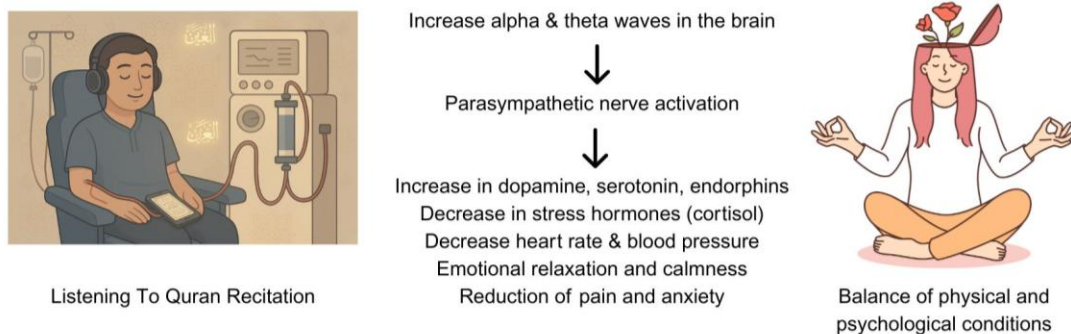 Increase alpha & theta waves in the brain
Parasympathetic nerve activation
Increase in dopamine, serotonin, endorphins
Decrease in stress hormones (cortisol)
Decrease heart rate & blood pressure
Emotional relaxation and calmness
Reduction of pain and anxiety
Listening To Quran Recitation
Balance of physical and
psychological conditions